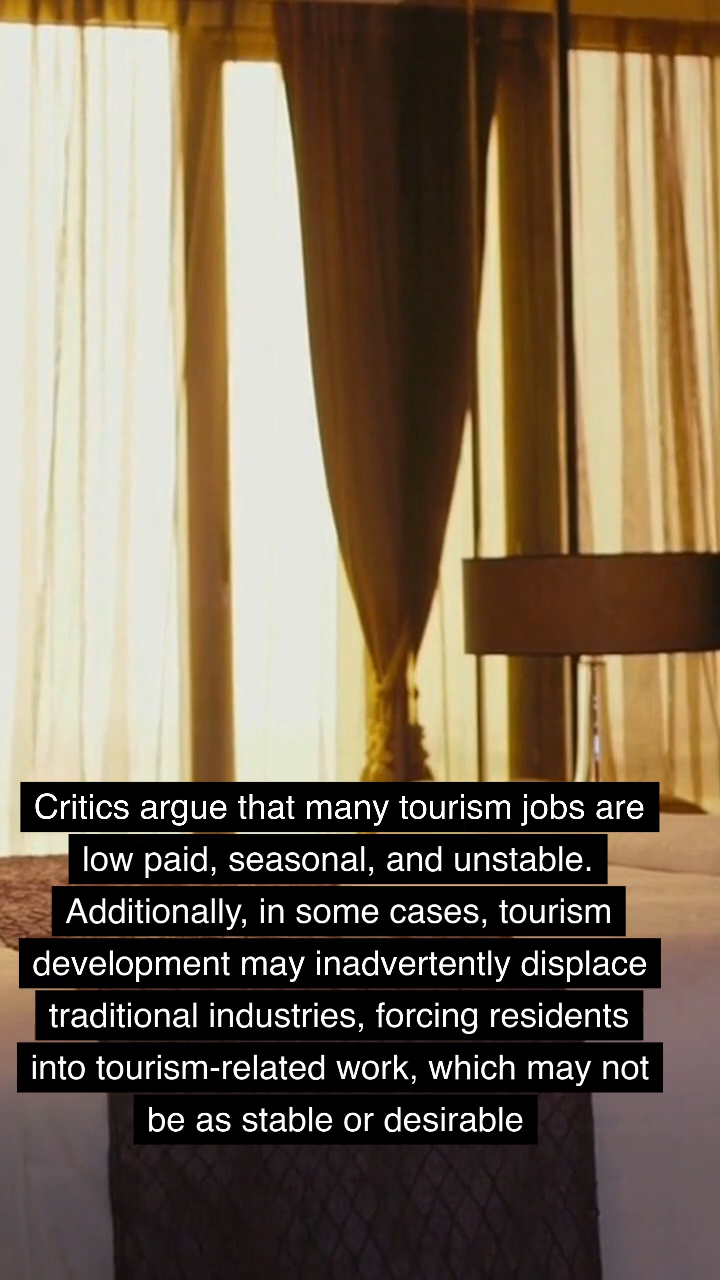 Critics argue that many tourism jobs are
low paid, seasonal, and unstable.
Additionally, in some cases, tourism
development may inadvertently displace
traditional industries, forcing residents
into tourism-related work, which may not
be as stable or desirable